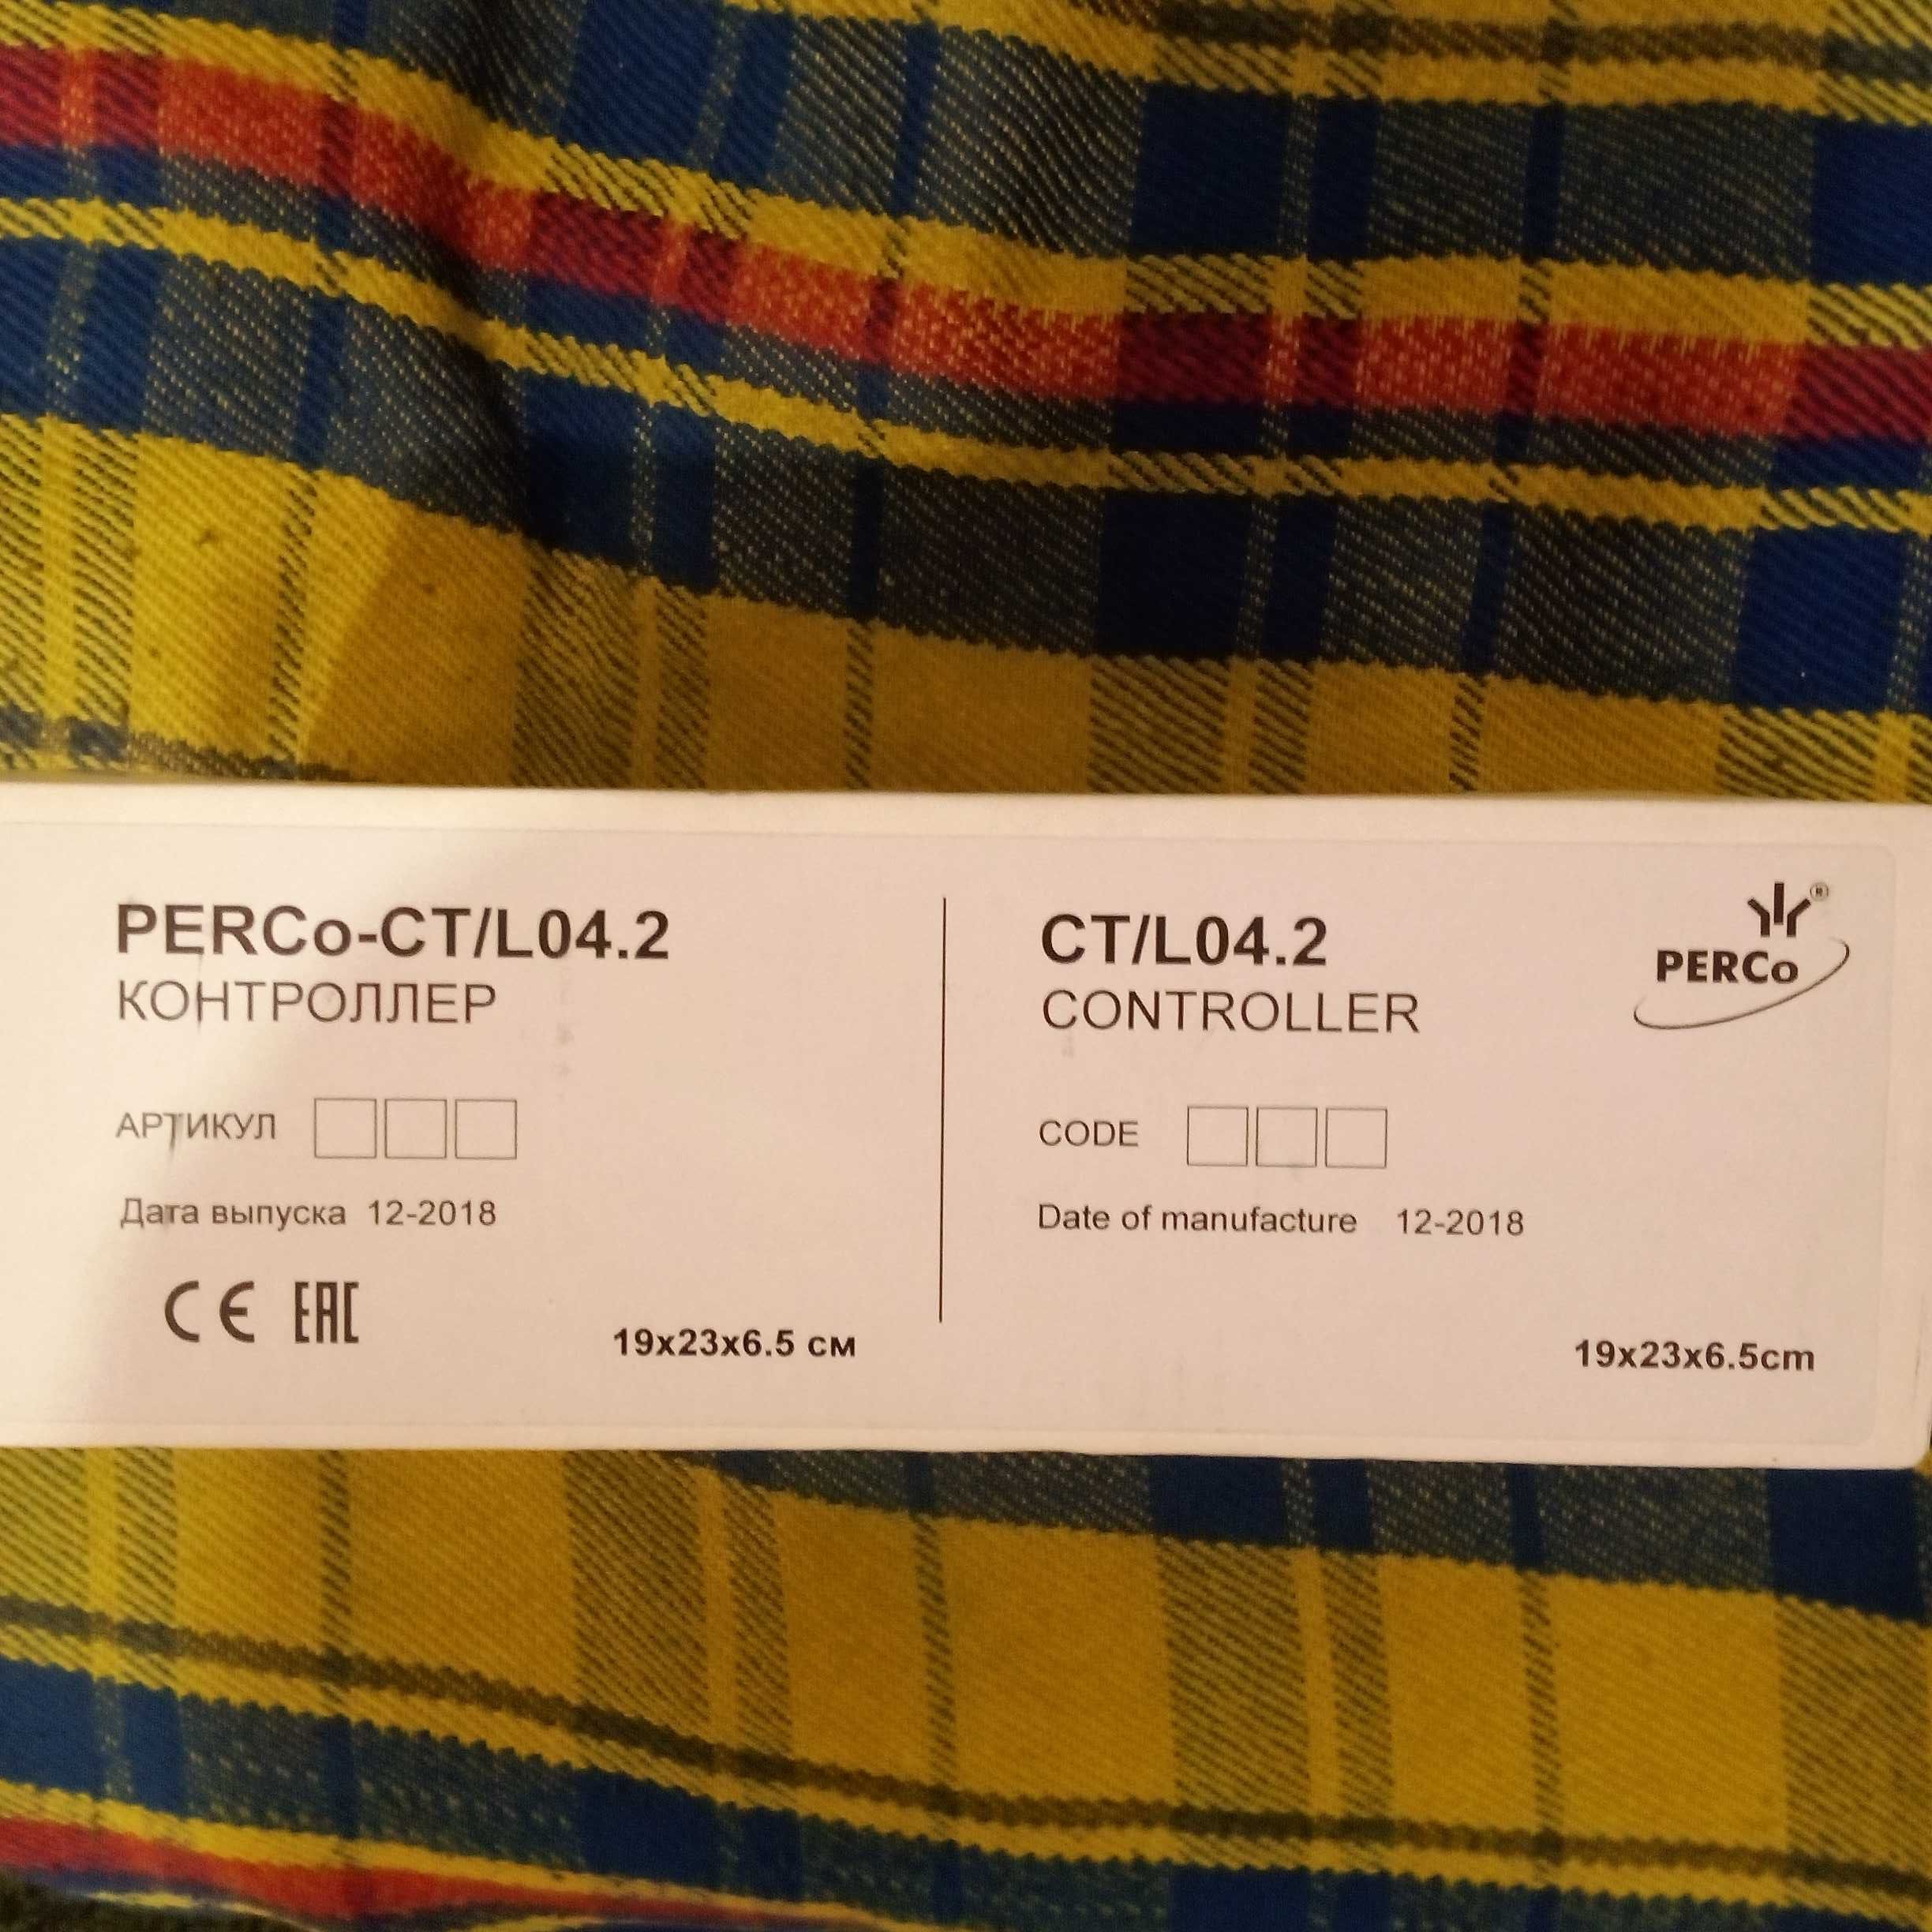 PERCo-CT/L04.2
КОНТРОЛЛЕР
АРТИКУЛ
Дата выпуска 12-2018
CE EAC
19x23x6.5 см
CT/L04.2
CONTROLLER
CODE
Date of manufacture 12-2018
19x23x6.5cm
PERCo®